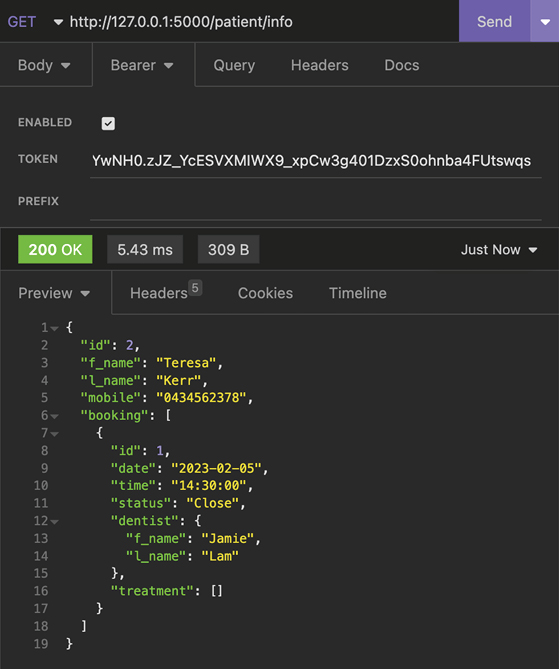 GET http://127.0.0.1:5000/patient/info Send
Body Bearer Query Headers Docs
ENABLED
TOKEN YwNH0.zJZ_YcESVXMIWX9_xpCw3g401DzxS0ohnba4FUtswqs
PREFIX
200 OK 5.43 ms 309 B Just Now
Preview Headers 5 Cookies Timeline
1 {
2 "id": 2,
3 "f_name": "Teresa",
4 "l_name": "Kerr",
5 "mobile": "0434562378",
6 "booking": [
7 {
8 "id": 1,
9 "date": "2023-02-05",
10 "time": "14:30:00",
11 "status": "Close",
12 "dentist": {
13 "f_name": "Jamie",
14 "l_name": "Lam"
15 },
16 "treatment": []
17 }
18 ]
19 }